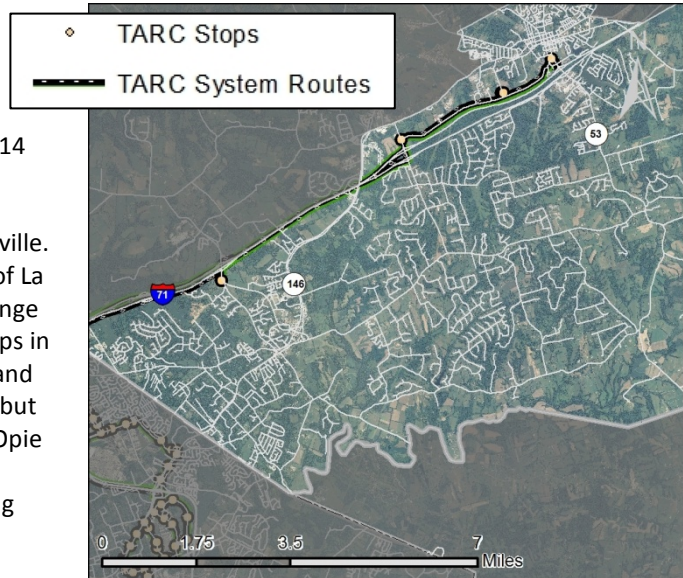 TARC Stops
TARC System Routes
14
ville.
of La
nge
ps in
and
but
Opie
ng
53
146
71
0 1.75 3.5 7
Miles